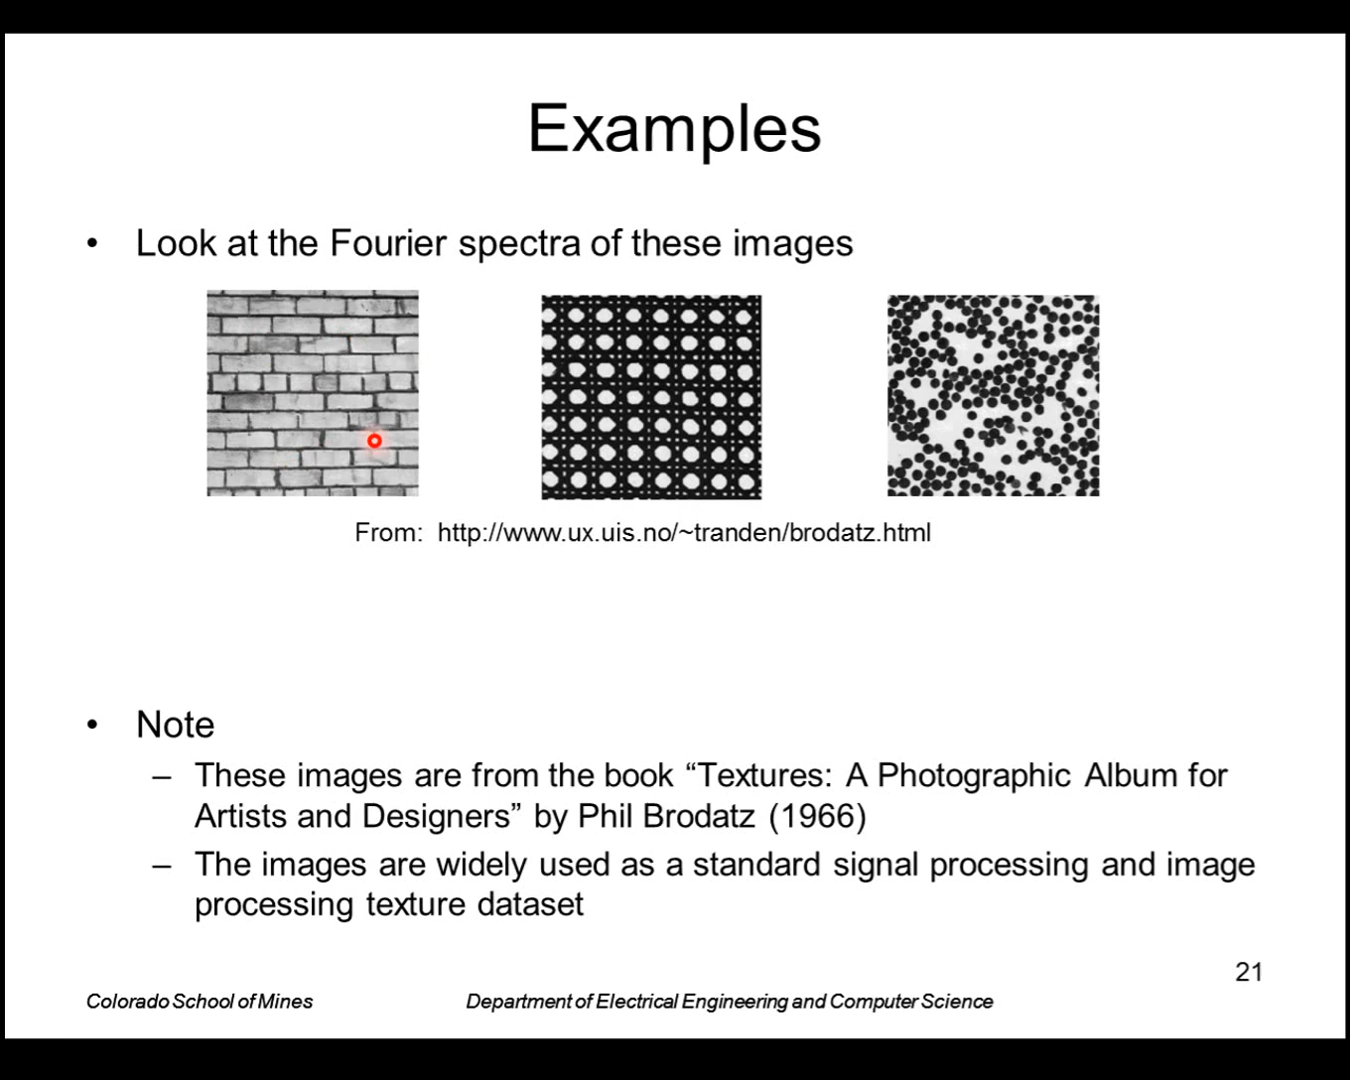 Examples
• Look at the Fourier spectra of these images
From: http://www.ux.uis.no/~tranden/brodatz.html
• Note
– These images are from the book “Textures: A Photographic Album for
Artists and Designers” by Phil Brodatz (1966)
– The images are widely used as a standard signal processing and image
processing texture dataset
21
Colorado School of Mines
Department of Electrical Engineering and Computer Science